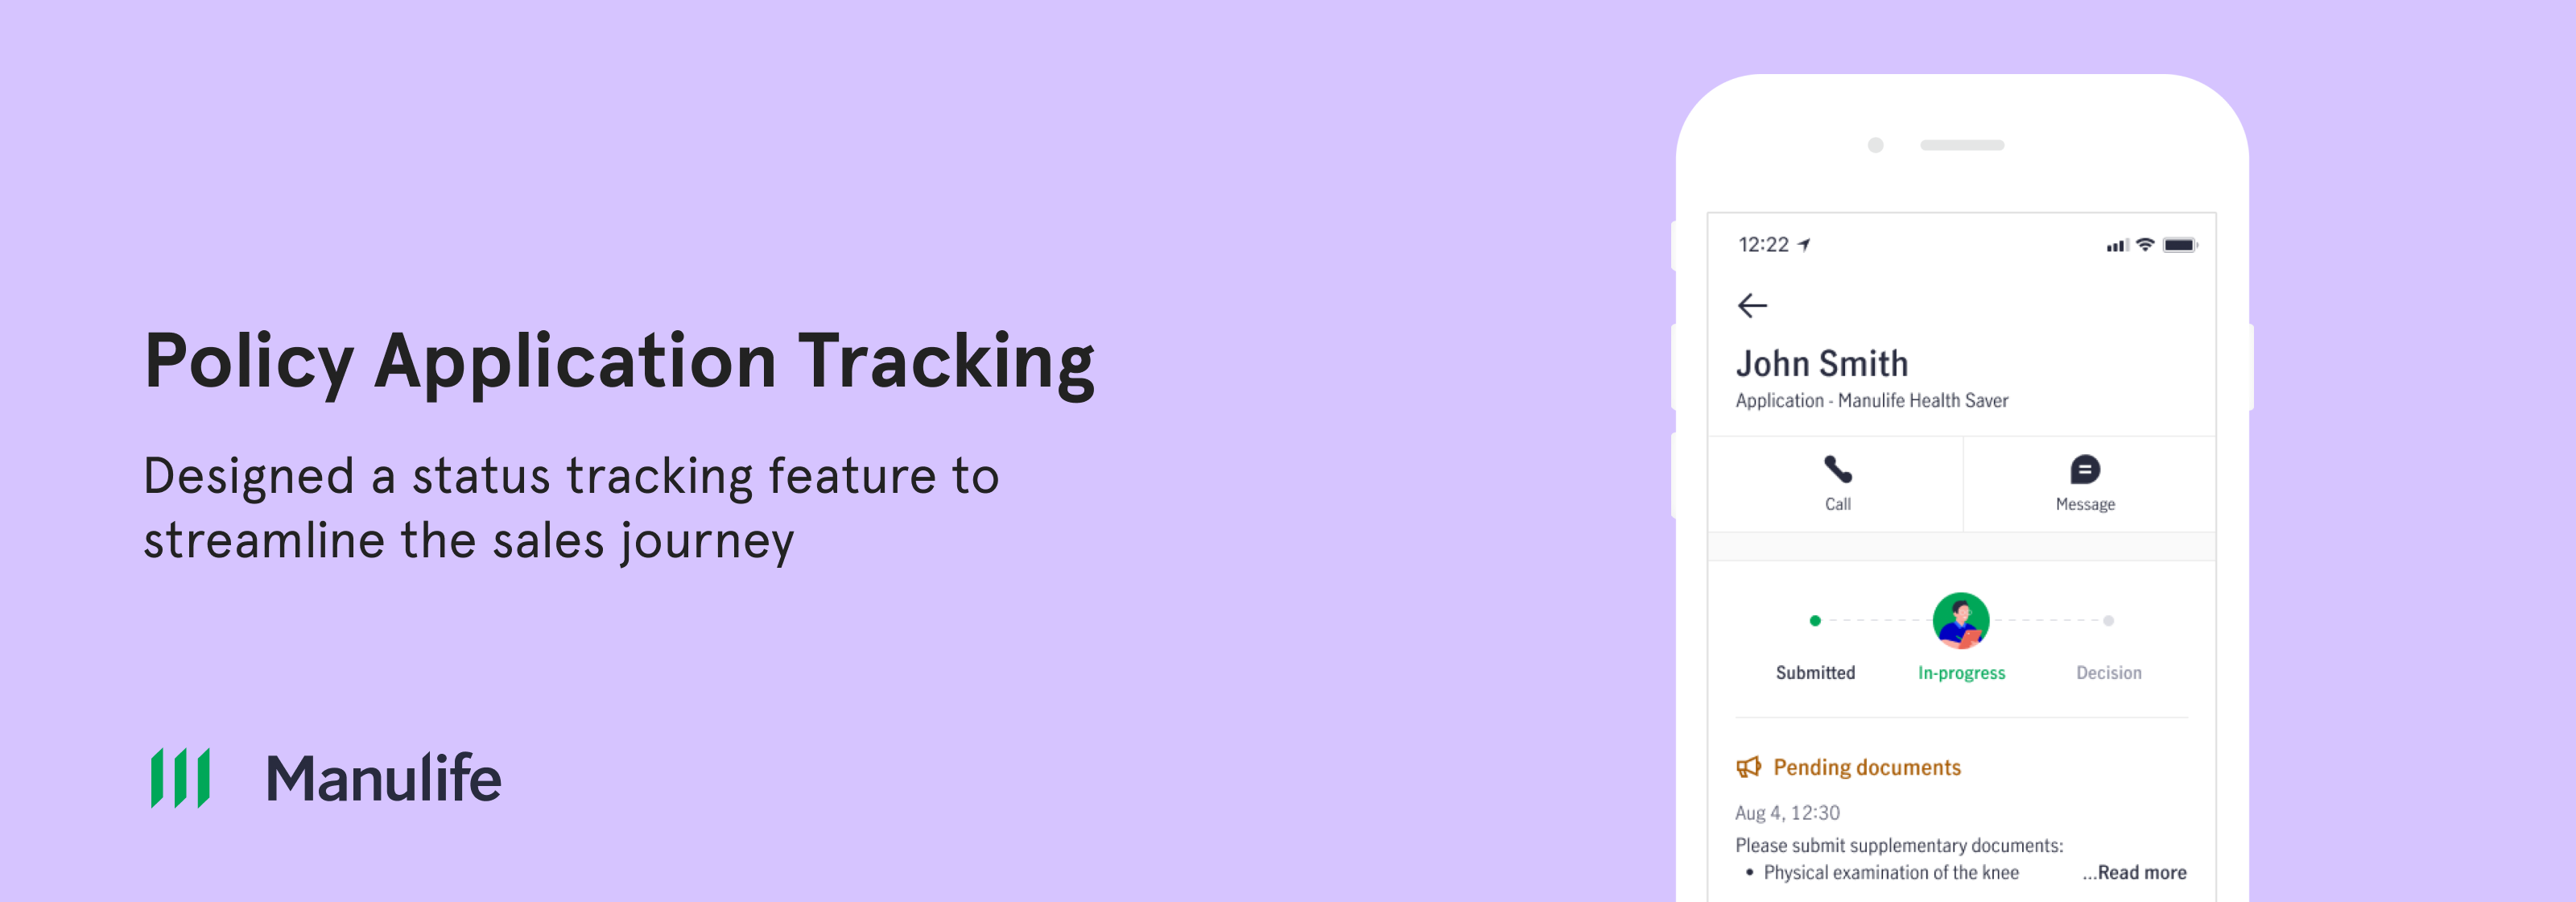 Policy Application Tracking
Designed a status tracking feature to
streamline the sales journey
Manulife
12:22
John Smith
Application - Manulife Health Saver
Call
Message
Submitted
In-progress
Decision
Pending documents
Aug 4, 12:30
Please submit supplementary documents:
• Physical examination of the knee ...Read more